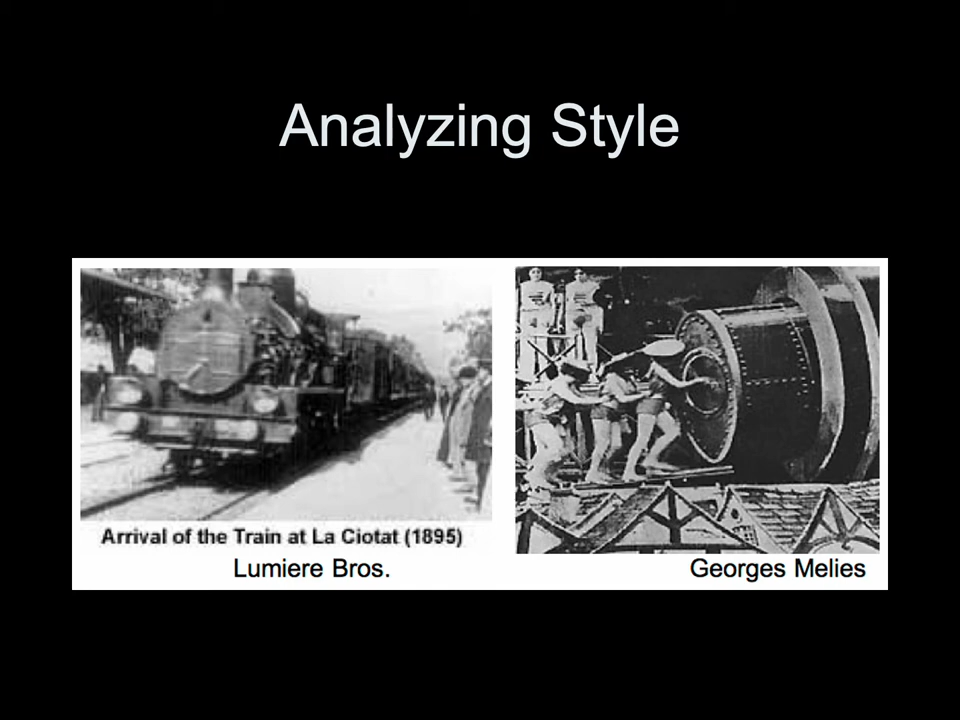 Analyzing Style
Arrival of the Train at La Ciotat (1895)
Lumiere Bros.
Georges Melies